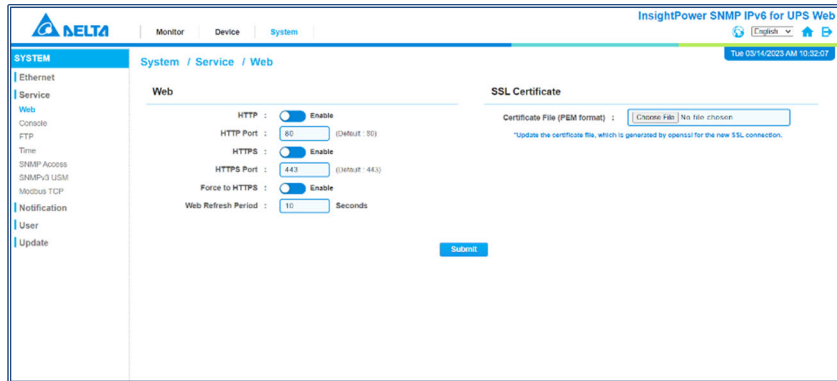 InsightPower SNMP IPv6 for UPS Web
DELTA
Monitor Device System
English
Tue 03/14/2023 AM 10:32:07
SYSTEM
Ethernet
Service
Web
Console
FTP
Time
SNMP Access
SNMPv3 USM
Modbus TCP
Notification
User
Update
System / Service / Web
Web
HTTP : Enable
HTTP Port : 80 (Default : 80)
HTTPS : Enable
HTTPS Port : 443 (Default : 443)
Force to HTTPS : Enable
Web Refresh Period : 10 Seconds
SSL Certificate
Certificate File (PEM format) : Choose File No file chosen
*Update the certificate file, which is generated by openssl for the new SSL connection.
Submit